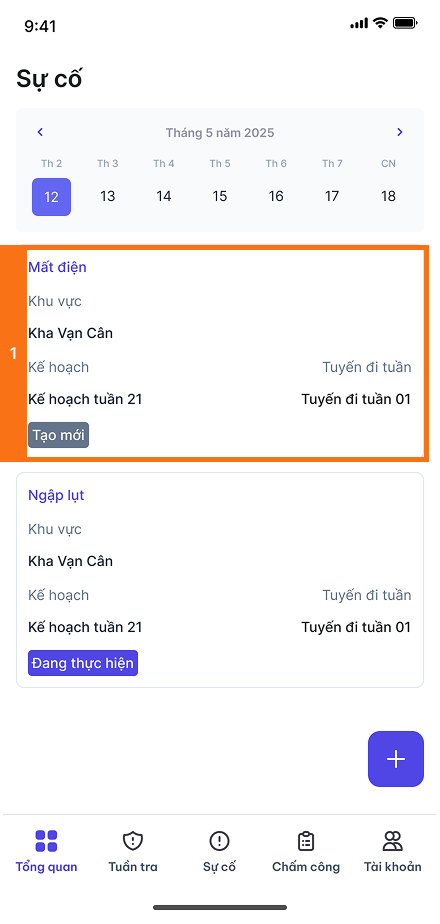 9:41
Sự cố
Tháng 5 năm 2025
Th 2 Th 3 Th 4 Th 5 Th 6 Th 7 CN
12 13 14 15 16 17 18
1
Mất điện
Khu vực
Kha Vạn Cân
Kế hoạch Tuyến đi tuần
Kế hoạch tuần 21 Tuyến đi tuần 01
Tạo mới
Ngập lụt
Khu vực
Kha Vạn Cân
Kế hoạch Tuyến đi tuần
Kế hoạch tuần 21 Tuyến đi tuần 01
Đang thực hiện
Tổng quan Tuần tra Sự cố Chấm công Tài khoản